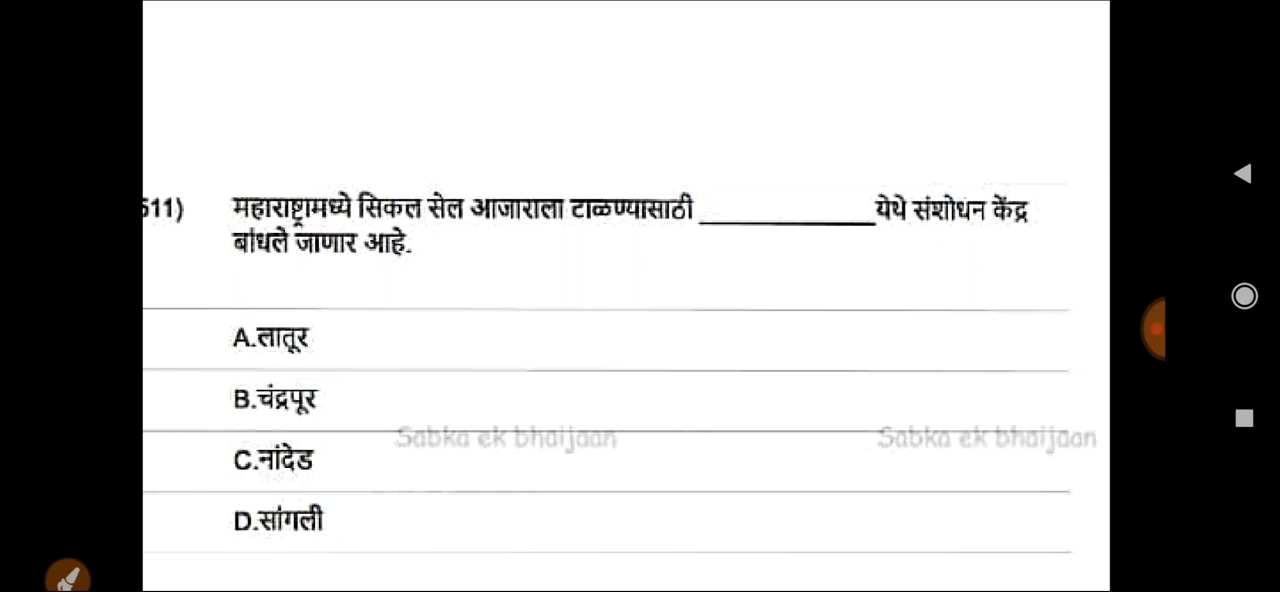 511) महाराष्ट्रामध्ये सिकल सेल आजाराला टाळण्यासाठी ____________ येथे संशोधन केंद्र
बांधले जाणार आहे.
A.लातूर
B.चंद्रपूर
Sabka ek bhaijaan Sabka ek bhaijaan
C.नांदेड
D.सांगली